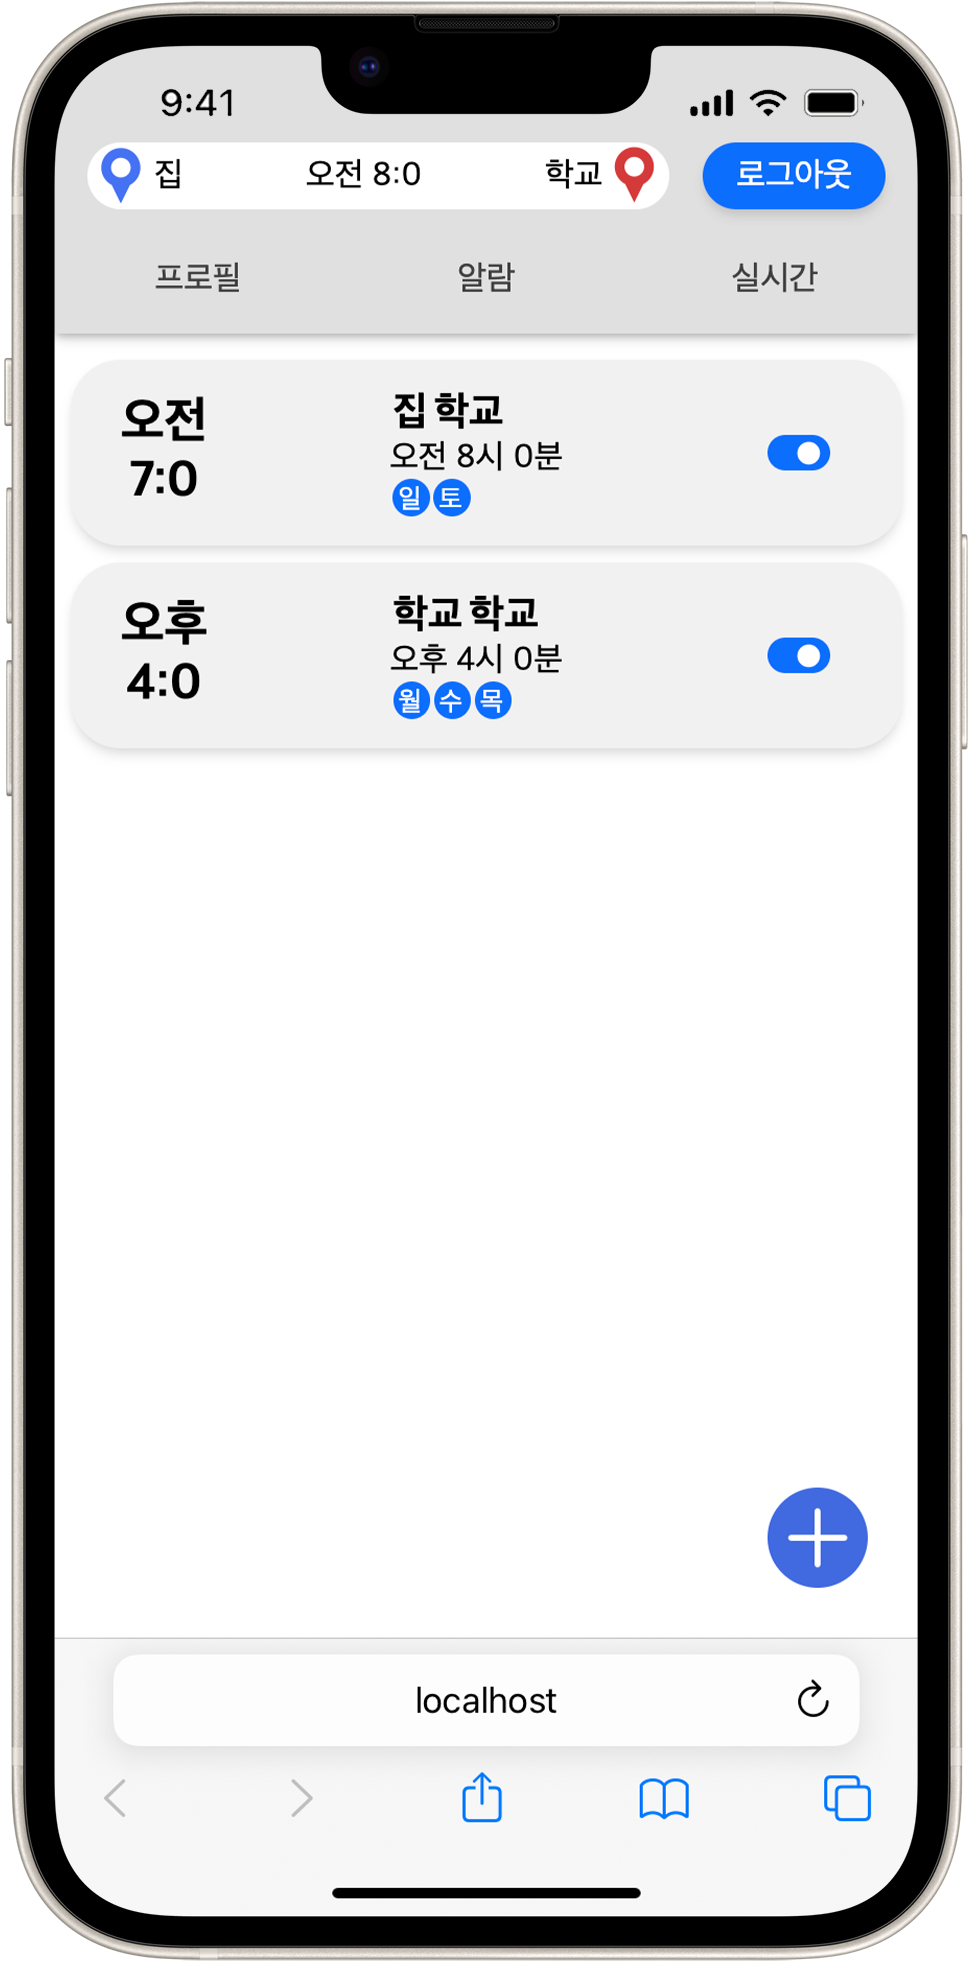 9:41
집 오전 8:0 학교 로그아웃
프로필 알람 실시간
오전
7:0
집 학교
오전 8시 0분
일 토
오후
4:0
학교 학교
오후 4시 0분
월 수 목
localhost